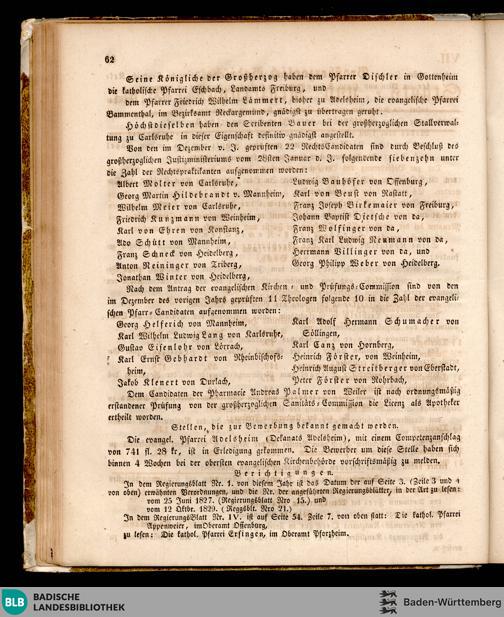 62
Seine Königliche der Großherzog haben dem Pfarrer Dischler in Gottenheim
die katholische Pfarrei Eschbach, Landamts Freiburg, und
dem Pfarrer Friedrich Wilhelm Lämmert, bisher zu Adelsheim, die evangelische Pfarrei
Bammenthal, im Bezirksamt Neckargemünd, gnädigst zu übertragen geruht.
Höchstdieselben haben den Scribenten Bauer bei der großherzoglichen Stallverwal-
tung zu Carlsruhe in dieser Eigenschaft definitiv gnädigst angestellt.
Von den im Dezember v. J. geprüften 22 RechtsCandidaten sind durch Beschluß des
großherzoglichen Justizministeriums vom 28sten Januar d. J. folgende siebenzehn unter
die Zahl der Rechtspraktikanten aufgenommen worden:
Albert Molter von Carlsruhe,
Georg Martin Hildebrandt v. Mannheim,
Wilhelm Meier von Carlsruhe,
Friedrich Kunzmann von Weinheim,
Karl von Ehren von Konstanz,
Ado Schütt von Mannheim,
Franz Schneck von Heidelberg,
Anton Reininger von Triberg,
Jonathan Winter von Heidelberg,
Ludwig Bauhöfer von Offenburg,
Karl von Beust von Rastatt,
Franz Joseph Birkemaier von Freiburg,
Johann Baptist Dietsche von da,
Franz Wolfinger von da,
Franz Karl Ludwig Neumann von da,
Herrmann Villinger von da, und
Georg Philipp Weber von Heidelberg.
Nach dem Antrag der evangelischen Kirchen- und Prüfungs-Commission sind von den
im Dezember des vorigen Jahrs geprüften 11 Theologen folgende 10 in die Zahl der evangeli-
schen Pfarr-Candidaten aufgenommen worden:
Georg Helferich von Mannheim,
Karl Wilhelm Ludwig Lang von Karlsruhe,
Gustav Eisenlohr von Lörrach,
Karl Ernst Gebhardt von Rheinbischofs-
heim,
Jakob Klenert von Durlach,
Karl Adolf Hermann Schumacher von
Söllingen,
Karl Canz von Hornberg,
Heinrich Förster, von Weinheim,
Heinrich August Streitberger von Eberstadt,
Peter Förster von Rohrbach,
Dem Candidaten der Pharmacie Andreas Palmer von Weiler ist nach ordnungsmäßig
erstandener Prüfung von der großherzoglichen Sanitäts-Commission die Licenz als Apotheker
ertheilt worden.
Stellen, die zur Bewerbung bekannt gemacht werden.
Die evangel. Pfarrei Adelsheim (Dekanats Adelsheim), mit einem Competenzanschlag
von 741 fl. 28 kr, ist in Erledigung gekommen. Die Bewerber um diese Stelle haben sich
binnen 4 Wochen bei der obersten evangelischen Kirchenbehörde vorschriftsmäßig zu melden.
Berichtigungen.
In dem Regierungsblatt Nr. 1. von diesem Jahr ist das Datum der auf Seite 3. (Zeile 3 und 4
von oben) erwähnten Verordnungen, und die Nr. der angeführten Regierungsblätter, in der Art zu lesen:
vom 25 Juni 1827. (Regierungsblatt Nro 15.) und
vom 12 Oktbr. 1829. (Reggsblt. Nro 21.)
In dem Regierungsblatt Nr. IV. ist auf Seite 54. Zeile 7. von oben statt: Die kathol. Pfarrei
Appenweier, im Oberamt Offenburg,
zu lesen: Die kathol. Pfarrei Ersingen, im Oberamt Pforzheim.
BLB BADISCHE
LANDESBIBLIOTHEK
Baden-Württemberg